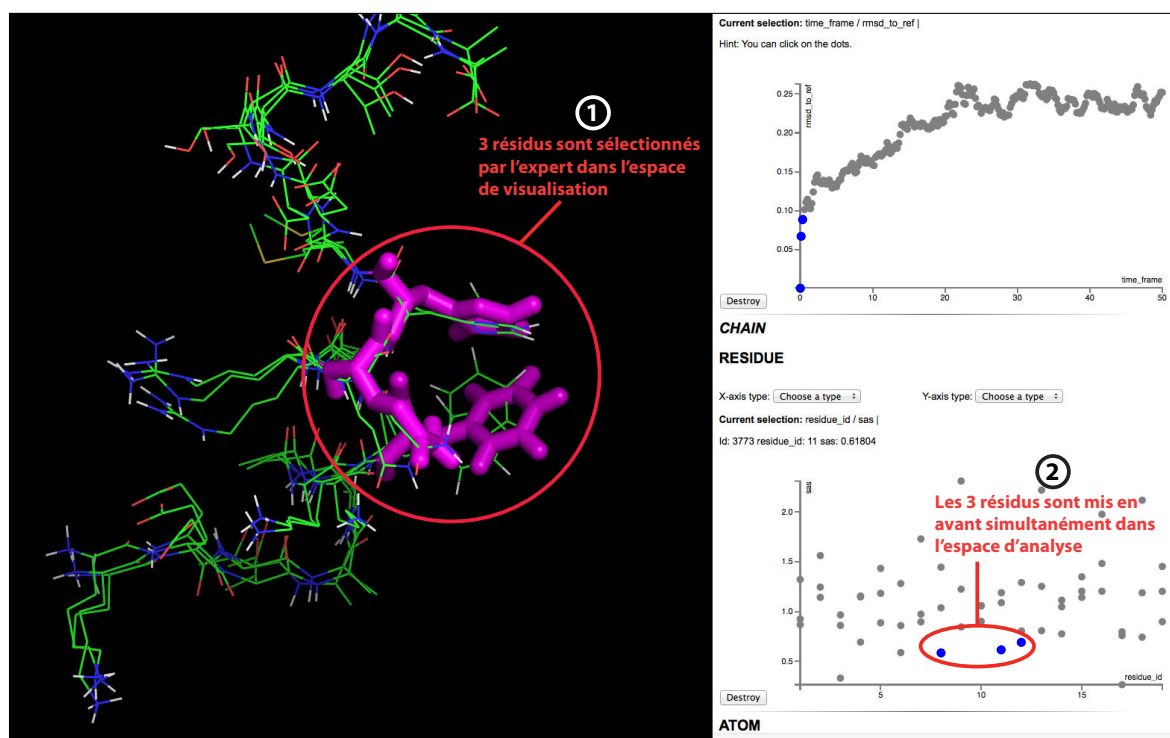 ①
3 résidus sont sélectionnés
par l'expert dans l'espace
de visualisation
Current selection: time_frame / rmsd_to_ref |
Hint: You can click on the dots.
rmsd_to_ref
0.25
0.20
0.15
0.10
0.05
time_frame
0 10 20 30 40 50
Destroy
CHAIN
RESIDUE
X-axis type: Choose a type Y-axis type: Choose a type
Current selection: residue_id / sas |
Id: 3773 residue_id: 11 sas: 0.61804
②
Les 3 résidus sont mis en
avant simultanément dans
l'espace d'analyse
sas
2.0
1.5
1.0
0.5
residue_id
5 10 15
Destroy
ATOM